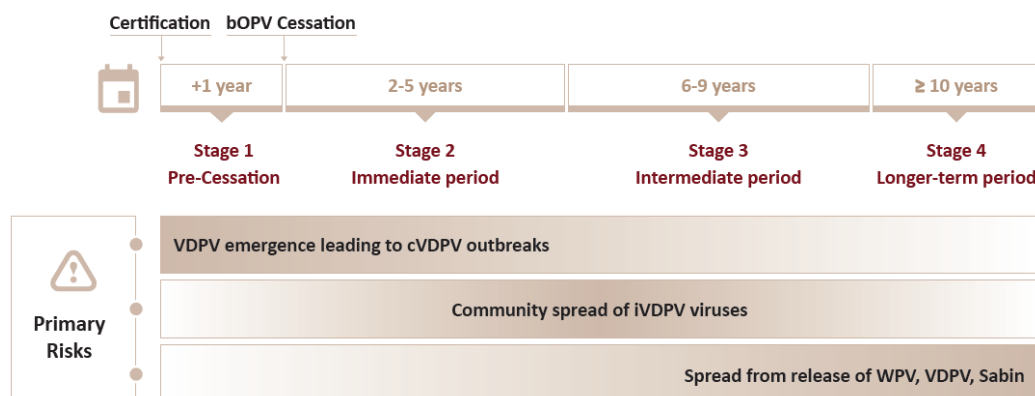 Certification bOPV Cessation
+1 year 2-5 years 6-9 years ≥ 10 years
Stage 1 Stage 2 Stage 3 Stage 4
Pre-Cessation Immediate period Intermediate period Longer-term period
VDPV emergence leading to cVDPV outbreaks
Community spread of iVDPV viruses
Primary
Risks
Spread from release of WPV, VDPV, Sabin